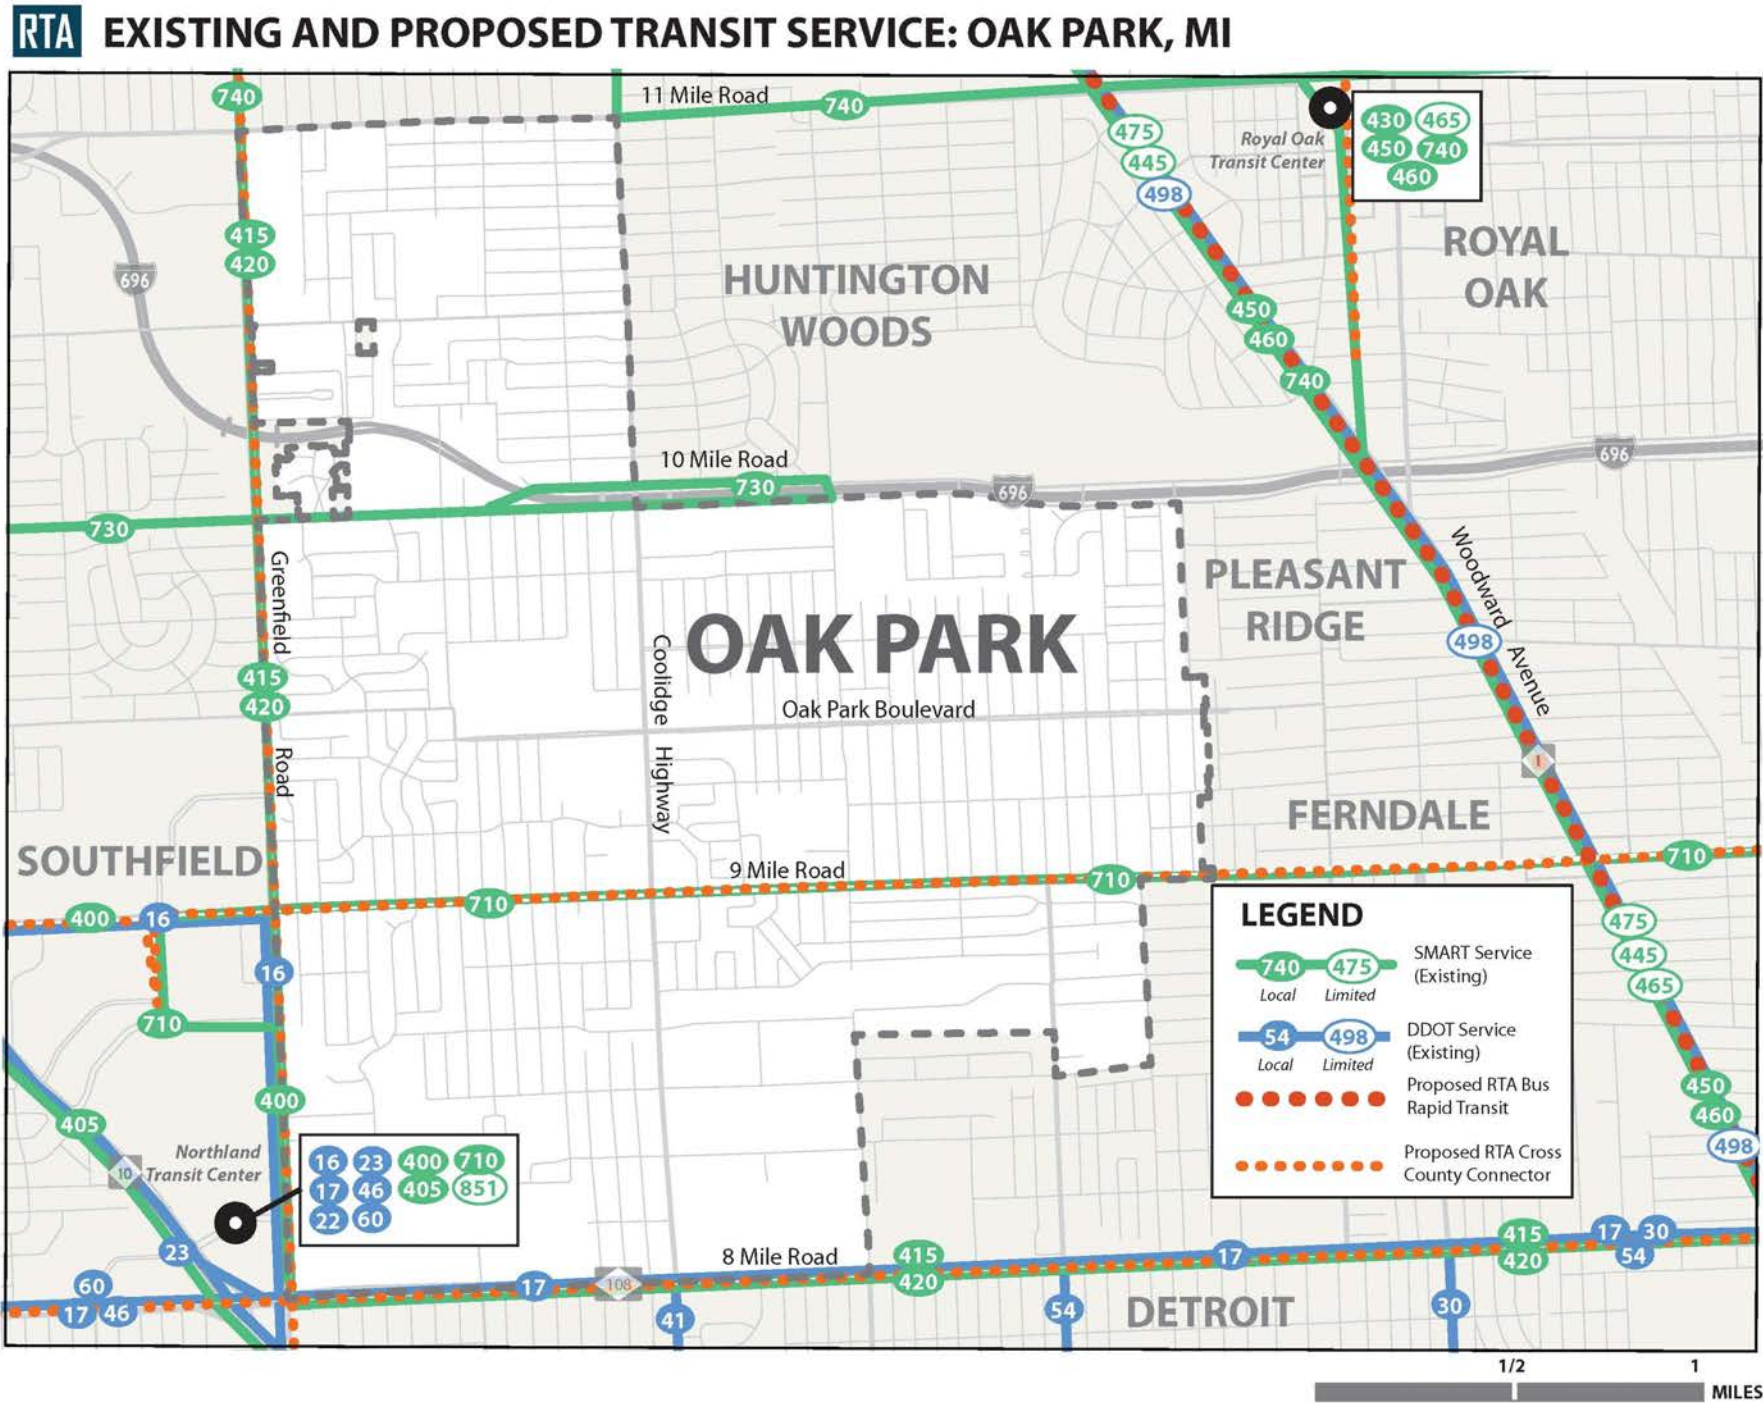 RTA EXISTING AND PROPOSED TRANSIT SERVICE: OAK PARK, MI
740
11 Mile Road
740
475
445
498
Royal Oak
Transit Center
430 465
450 740
460
415
420
696
HUNTINGTON
WOODS
ROYAL
OAK
450
460
740
10 Mile Road
730
696
696
730
Greenfield
Road
Coolidge
Highway
OAK PARK
Oak Park Boulevard
PLEASANT
RIDGE
Woodward
Avenue
498
1
415
420
FERNDALE
SOUTHFIELD
9 Mile Road
710
710
710
400
16
16
710
400
475
445
465
450
460
498
LEGEND
740 475
Local Limited
SMART Service
(Existing)
54 498
Local Limited
DDOT Service
(Existing)
Proposed RTA Bus
Rapid Transit
Proposed RTA Cross
County Connector
405
10
Northland
Transit Center
16 23 400 710
17 46 405 851
22 60
23
60
17 46
17
108
8 Mile Road
415
420
17
415
420
17 30
54
41
54
30
DETROIT
1/2
1
MILES